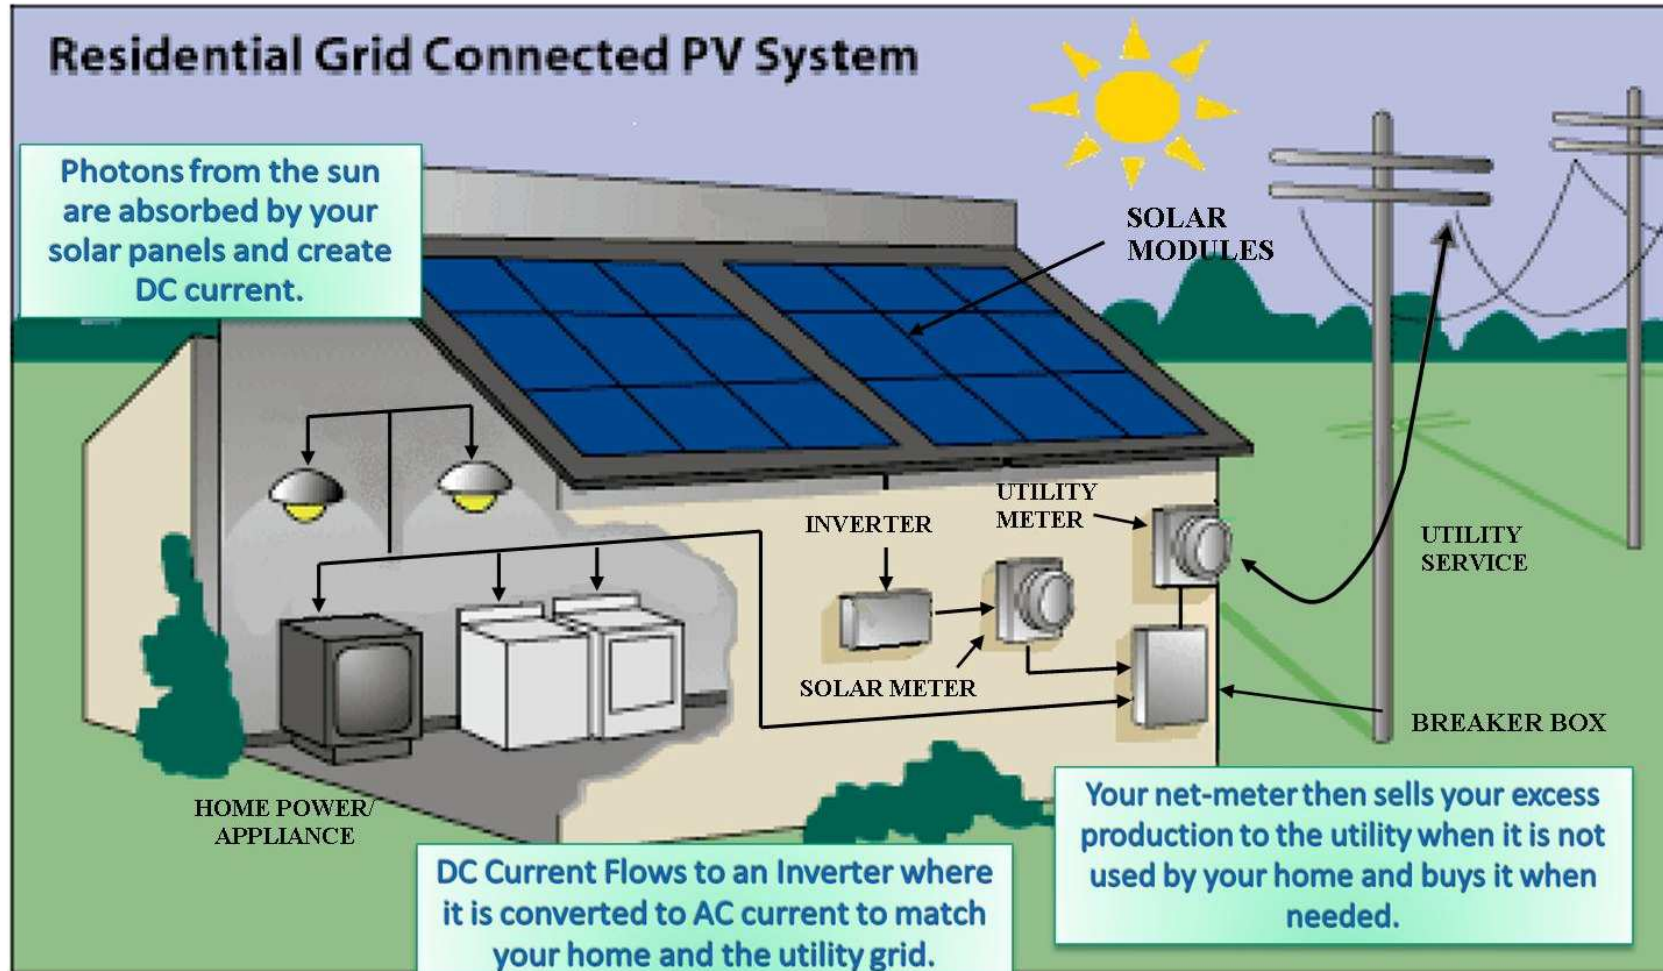 Residential Grid Connected PV System
Photons from the sun
are absorbed by your
solar panels and create
DC current.
SOLAR
MODULES
UTILITY
METER
INVERTER
UTILITY
SERVICE
SOLAR METER
BREAKER BOX
HOME POWER/
APPLIANCE
DC Current Flows to an Inverter where
it is converted to AC current to match
your home and the utility grid.
Your net-meter then sells your excess
production to the utility when it is not
used by your home and buys it when
needed.